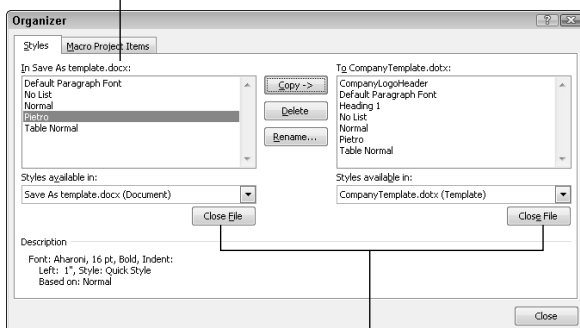 Organizer
Styles Macro Project Items
In Save As template.docx: To CompanyTemplate.dotx:
Default Paragraph Font
No List
Normal
Pietro
Table Normal
Copy ->
Delete
Rename...
CompanyLogoHeader
Default Paragraph Font
Heading 1
No List
Normal
Pietro
Table Normal
Styles available in: Styles available in:
Save As template.docx (Document) CompanyTemplate.dotx (Template)
Close File Close File
Description
Font: Aharoni, 16 pt, Bold, Indent:
Left: 1", Style: Quick Style
Based on: Normal
Close